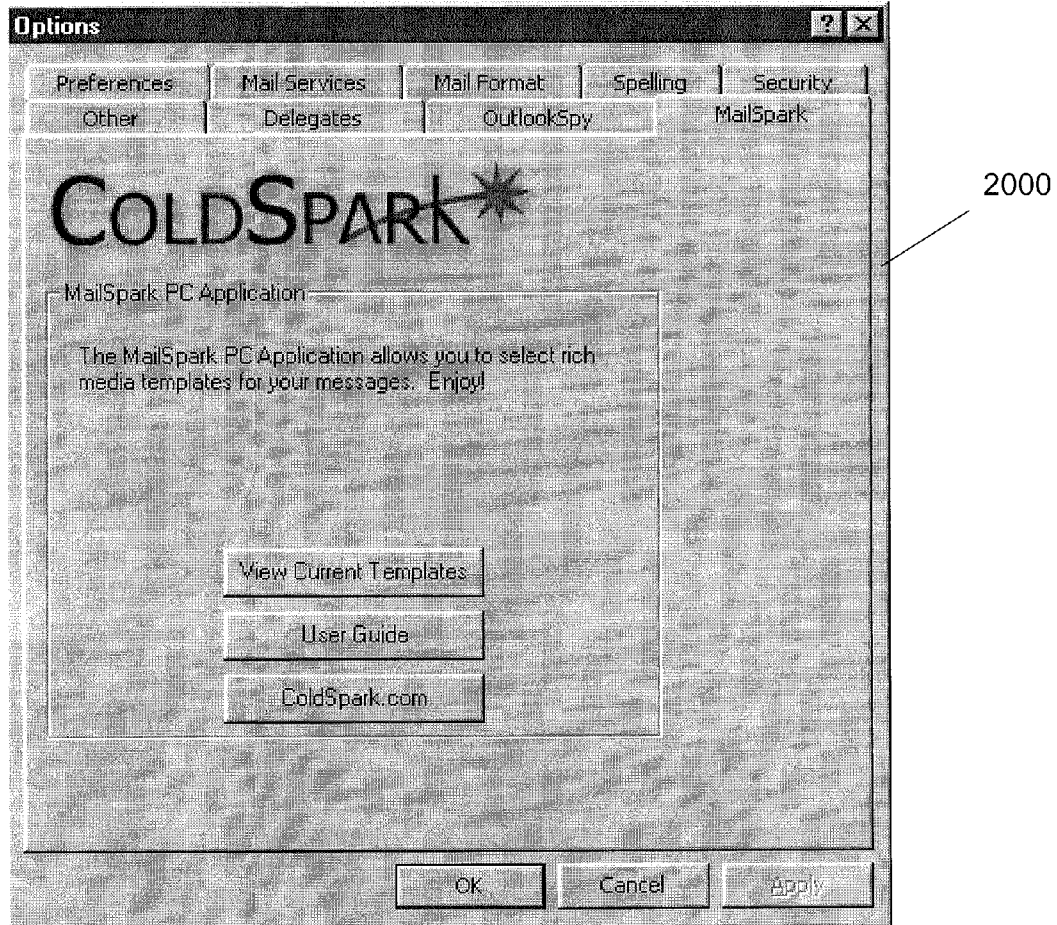 Options
Preferences Mail Services Mail Format Spelling Security
Other Delegates OutlookSpy MailSpark
2000
COLDSPARK
MailSpark PC Application
The MailSpark PC Application allows you to select rich
media templates for your messages. Enjoy!
View Current Templates
User Guide
ColdSpark.com
OK Cancel Apply